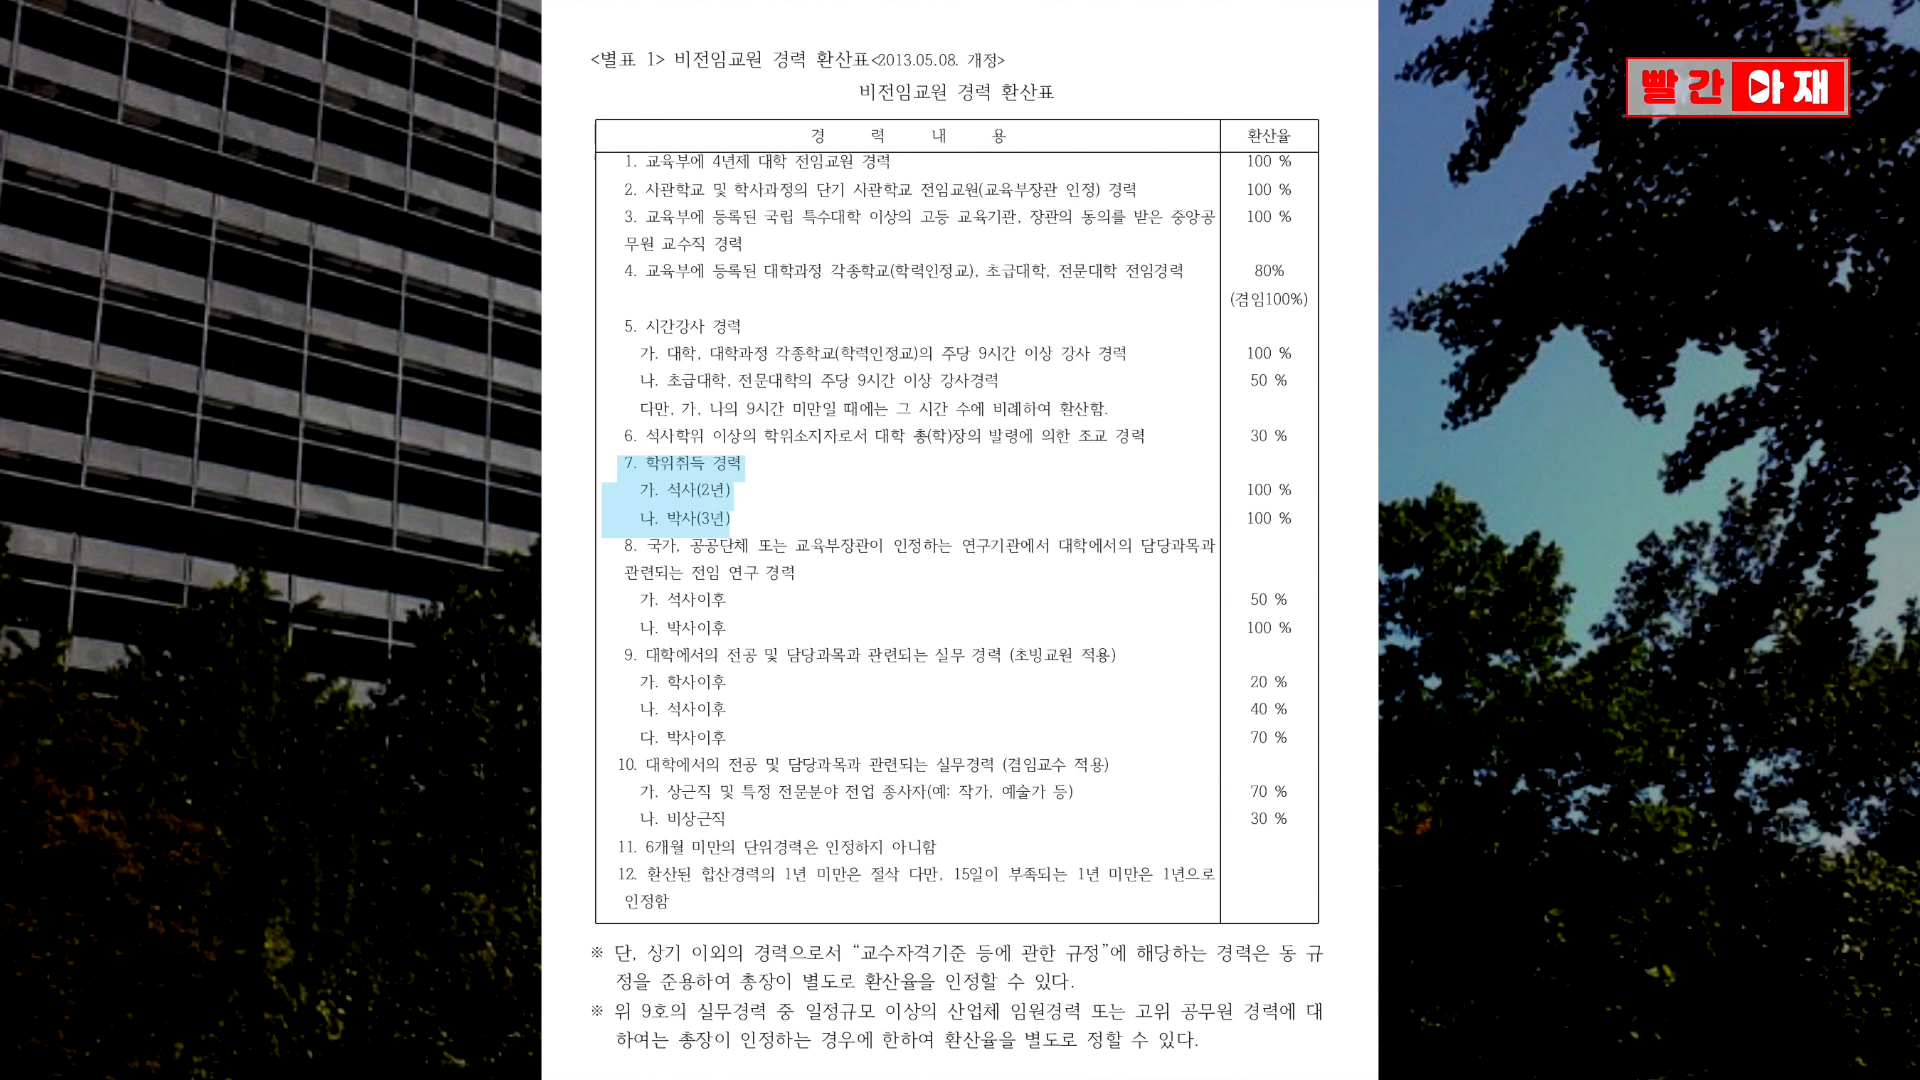 <별표 1> 비전임교원 경력 환산표<2013.05.08. 개정>
빨간아재
비전임교원 경력 환산표
경 력 내 용 환산율
1. 교육부에 4년제 대학 전임교원 경력 100 %
2. 사관학교 및 학사과정의 단기 사관학교 전임교원(교육부장관 인정) 경력 100 %
3. 교육부에 등록된 국립 특수대학 이상의 고등 교육기관, 장관의 동의를 받은 중앙공 100 %
무원 교수직 경력
4. 교육부에 등록된 대학과정 각종학교(학력인정교), 초급대학, 전문대학 전임경력 80%
(겸임100%)
5. 시간강사 경력
가. 대학, 대학과정 각종학교(학력인정교)의 주당 9시간 이상 강사 경력 100 %
나. 초급대학, 전문대학의 주당 9시간 이상 강사경력 50 %
다만, 가, 나의 9시간 미만일 때에는 그 시간 수에 비례하여 환산함.
6. 석사학위 이상의 학위소지자로서 대학 총(학)장의 발령에 의한 조교 경력 30 %
7. 학위취득 경력
가. 석사(2년) 100 %
나. 박사(3년) 100 %
8. 국가, 공공단체 또는 교육부장관이 인정하는 연구기관에서 대학에서의 담당과목과
관련되는 전임 연구 경력
가. 석사이후 50 %
나. 박사이후 100 %
9. 대학에서의 전공 및 담당과목과 관련되는 실무 경력 (초빙교원 적용)
가. 학사이후 20 %
나. 석사이후 40 %
다. 박사이후 70 %
10. 대학에서의 전공 및 담당과목과 관련되는 실무경력 (겸임교수 적용)
가. 상근직 및 특정 전문분야 전업 종사자(예: 작가, 예술가 등) 70 %
나. 비상근직 30 %
11. 6개월 미만의 단위경력은 인정하지 아니함
12. 환산된 합산경력의 1년 미만은 절삭 다만, 15일이 부족되는 1년 미만은 1년으로
인정함
※ 단, 상기 이외의 경력으로서 “교수자격기준 등에 관한 규정”에 해당하는 경력은 동 규
정을 준용하여 총장이 별도로 환산율을 인정할 수 있다.
※ 위 9호의 실무경력 중 일정규모 이상의 산업체 임원경력 또는 고위 공무원 경력에 대
하여는 총장이 인정하는 경우에 한하여 환산율을 별도로 정할 수 있다.